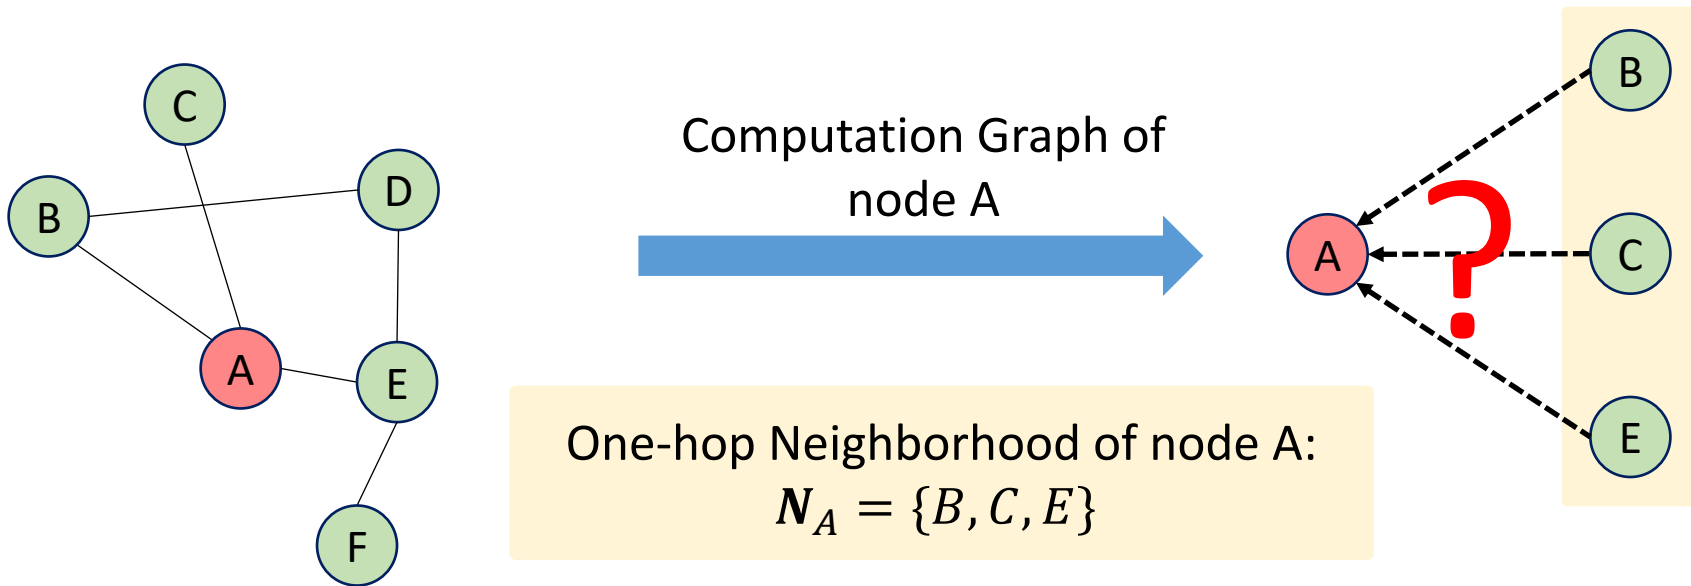 C
B
D
A
E
F
Computation Graph of
node A
One-hop Neighborhood of node A:
𝑵_A = {B, C, E}
A
?
B
C
E